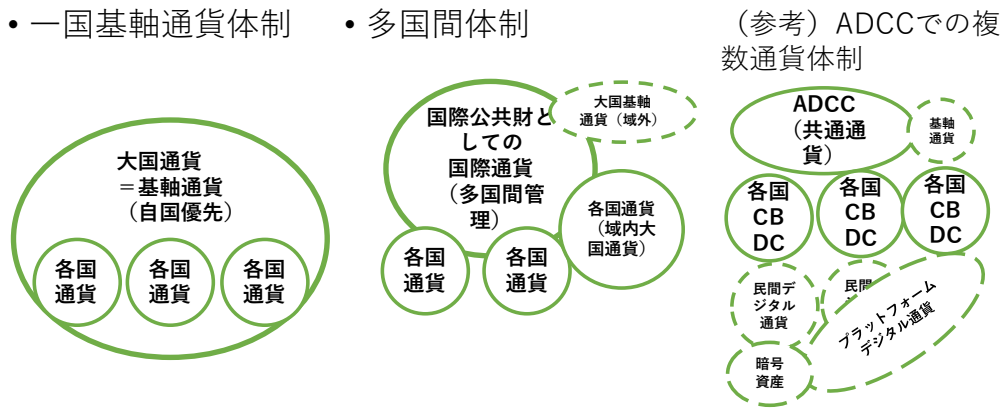 • 一国基軸通貨体制
大国通貨
＝基軸通貨
（自国優先）
各国
通貨
各国
通貨
各国
通貨
• 多国間体制
国際公共財と
しての
国際通貨
（多国間管
理）
大国基軸
通貨（域外）
各国通貨
（域内大
国通貨）
各国
通貨
各国
通貨
（参考）ADCCでの複
数通貨体制
ADCC
（共通通
貨）
基軸
通貨
各国
CB
DC
各国
CB
DC
各国
CB
DC
民間デ
ジタル
通貨
民間
プラットフォーム
デジタル通貨
暗号
資産